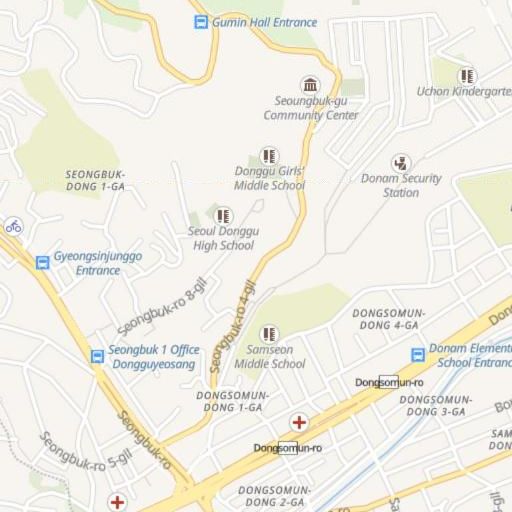 Gumin Hall Entrance
Seoungbuk-gu
Community Center
Uchon Kindergarten
Donggu Girls'
Middle School
SEONGBUK-
DONG 1-GA
Donam Security
Station
Seoul Donggu
High School
Gyeongsinjunggo
Entrance
Seongbuk-ro 8-gil
Seongbuk-ro 4-gil
DONGSOMUN-
DONG 4-GA
Samseon
Middle School
Seongbuk 1 Office
Dongguyeosang
Donam Element
School Entrance
Dongsomun-ro
DONGSOMUN-
DONG 1-GA
DONGSOMUN-
DONG 3-GA
Seongbuk-ro
Seongbuk-ro 5-gil
Dongsomun-ro
DONGSOMUN-
DONG 2-GA